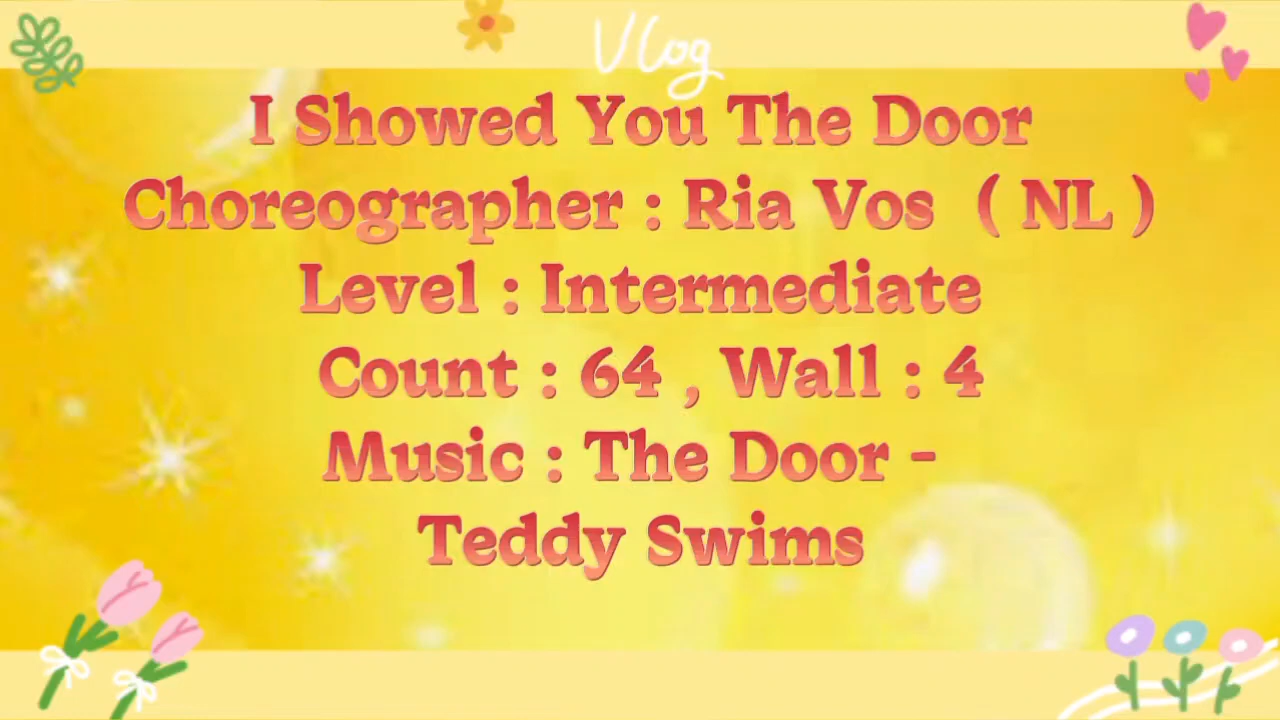 Vlog
I Showed You The Door
Choreographer : Ria Vos ( NL )
Level : Intermediate
Count : 64 , Wall : 4
Music : The Door -
Teddy Swims